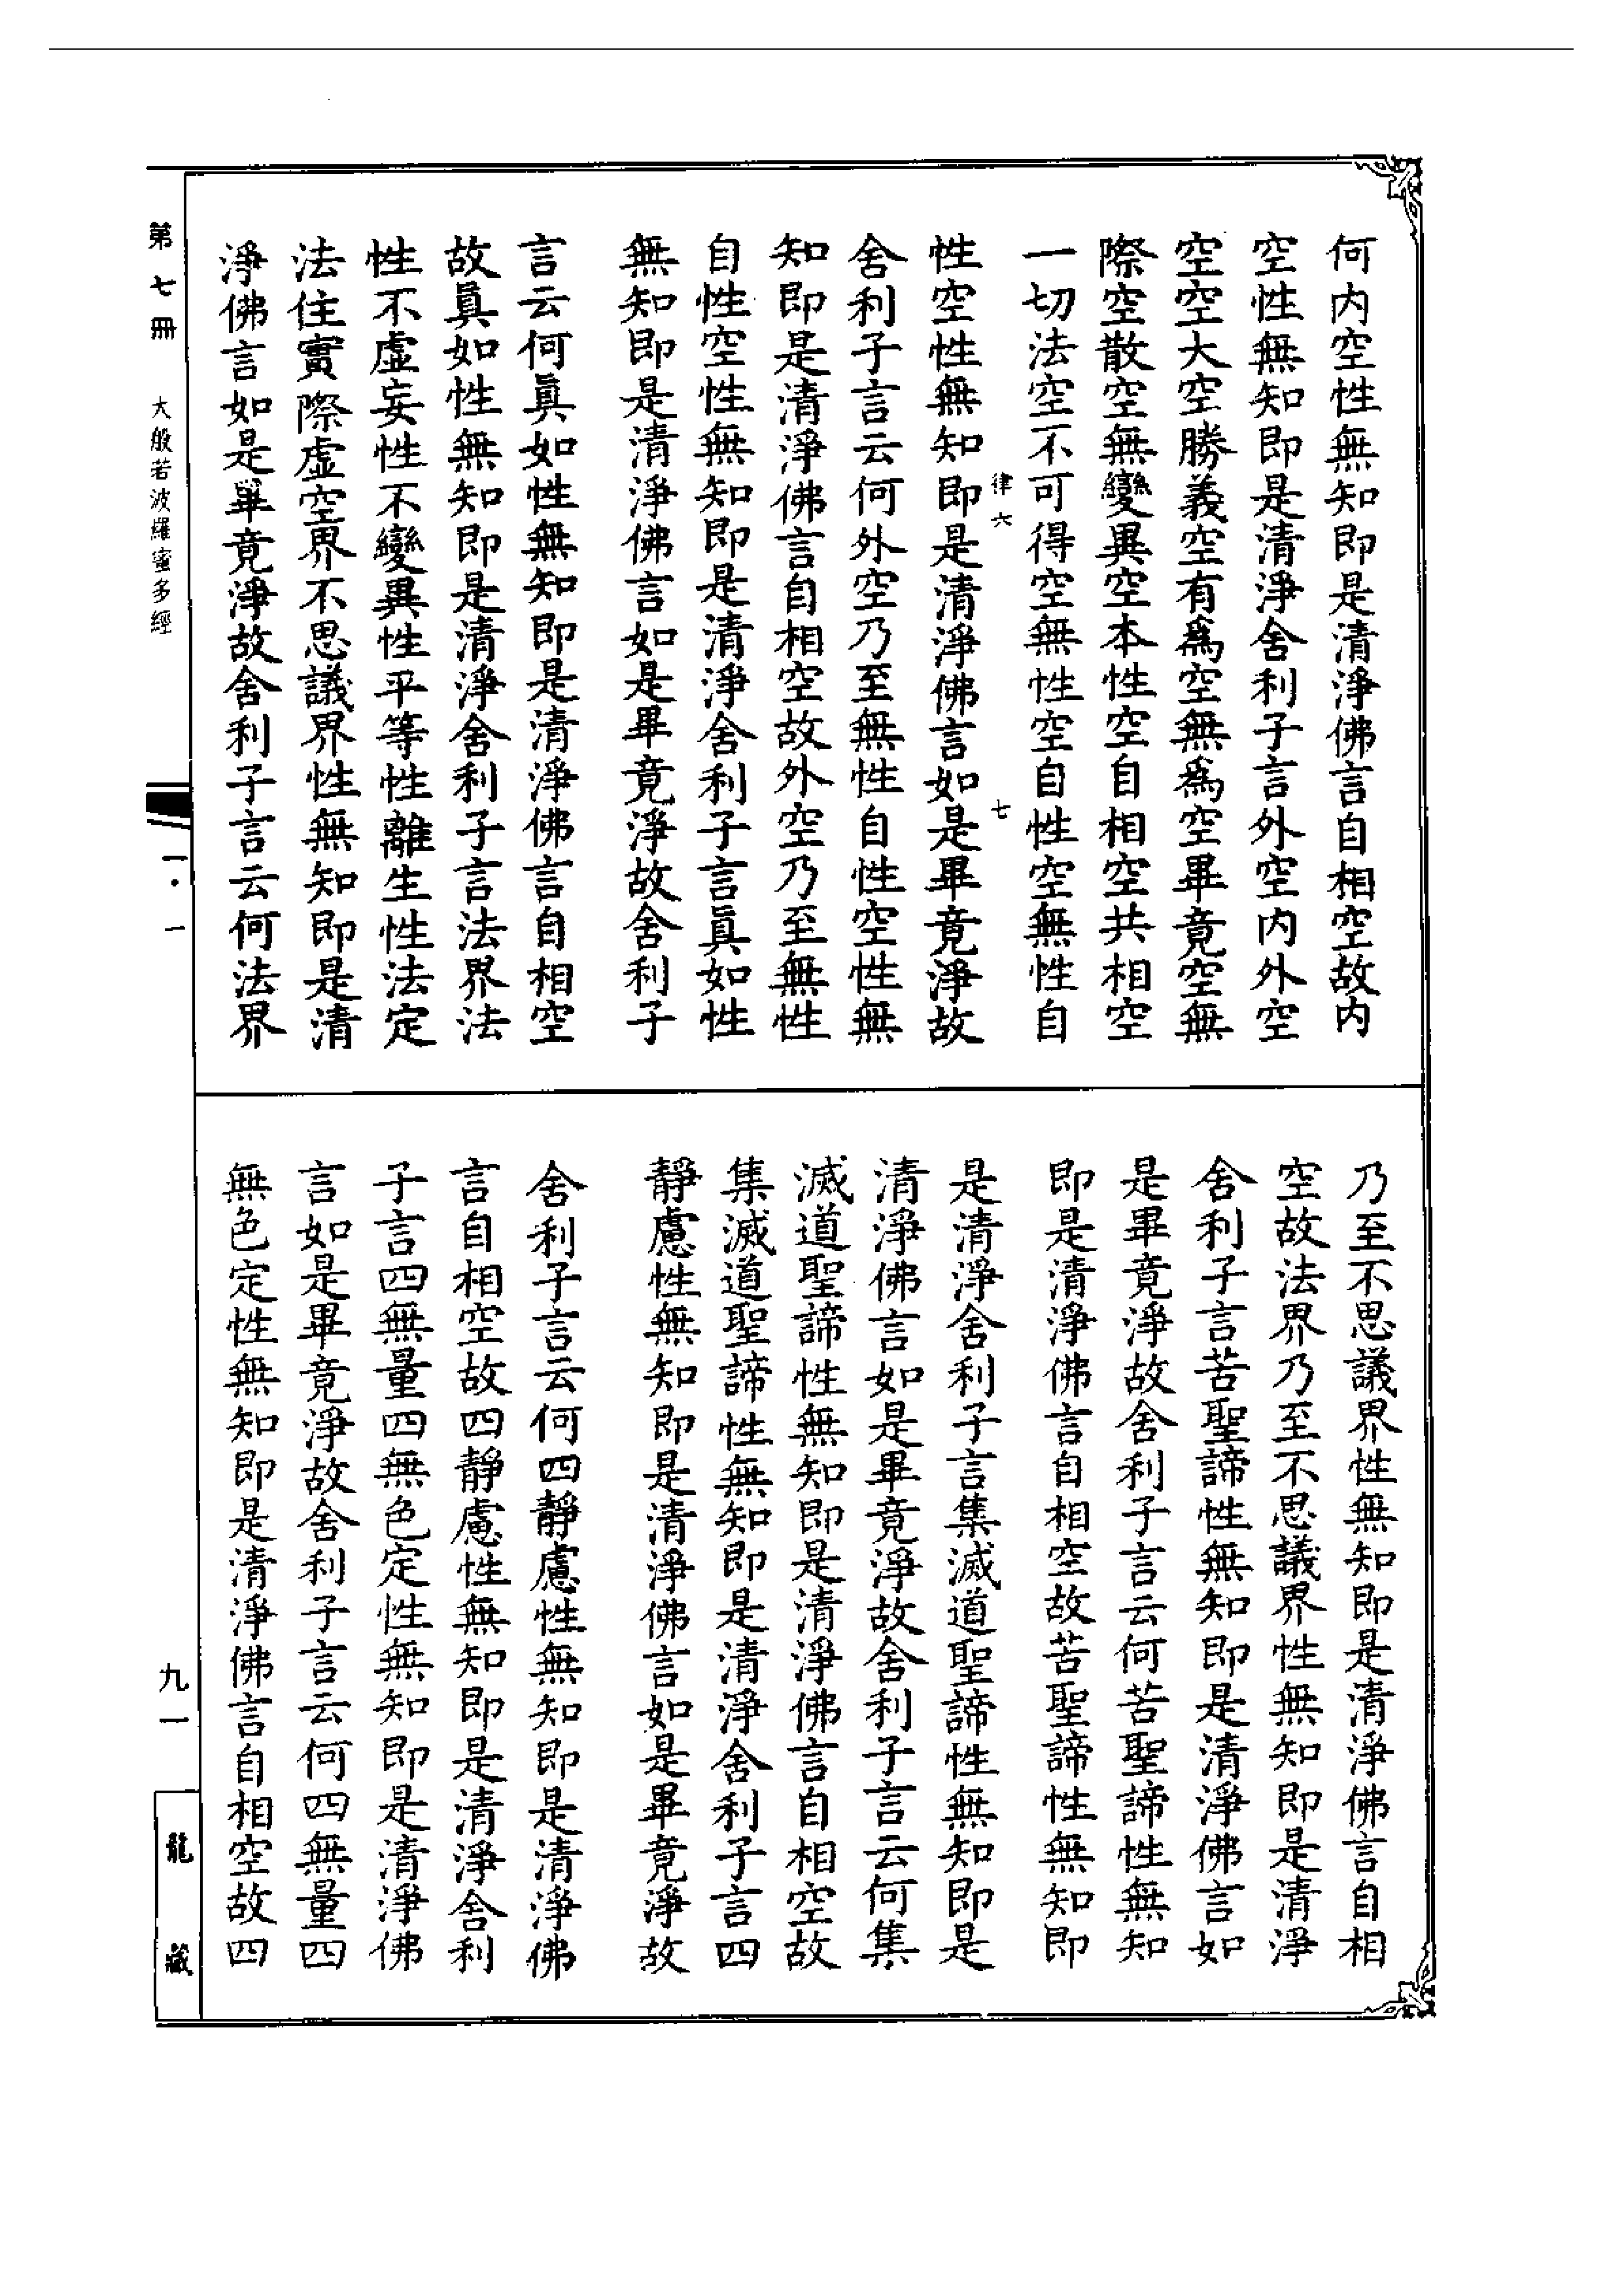 何内空性無知即是清淨佛言自相空故内
空性無知即是清淨舍利子言外空内外空
空空大空勝義空有爲空無爲空畢竟空無
際空散空無變異空本性空自相空共相空
一切法空不可得空無性空自性空無性自
律六 七
性空性無知即是清淨佛言如是畢竟淨故
舍利子言云何外空乃至無性自性空性無
知即是清淨佛言自相空故外空乃至無性
自性空性無知即是清淨舍利子言眞如性
無知即是清淨佛言如是畢竟淨故舍利子
言云何眞如性無知即是清淨佛言自相空
故眞如性無知即是清淨舍利子言法界法
性不虛妄性不變異性平等性離生性法定
法住實際虛空界不思議界性無知即是清
淨佛言如是畢竟淨故舍利子言云何法界
乃至不思議界性無知即是清淨佛言自相
空故法界乃至不思議界性無知即是清淨
舍利子言苦聖諦性無知即是清淨佛言如
是畢竟淨故舍利子言云何苦聖諦性無知
即是清淨佛言自相空故苦聖諦性無知即
是清淨舍利子言集滅道聖諦性無知即是
清淨佛言如是畢竟淨故舍利子言云何集
滅道聖諦性無知即是清淨佛言自相空故
集滅道聖諦性無知即是清淨舍利子言四
靜慮性無知即是清淨佛言如是畢竟淨故
舍利子言云何四靜慮性無知即是清淨佛
言自相空故四靜慮性無知即是清淨舍利
子言四無量四無色定性無知即是清淨佛
言如是畢竟淨故舍利子言云何四無量四
無色定性無知即是清淨佛言自相空故四
第七冊 大般若波羅蜜多經 一·一 九一 龍藏